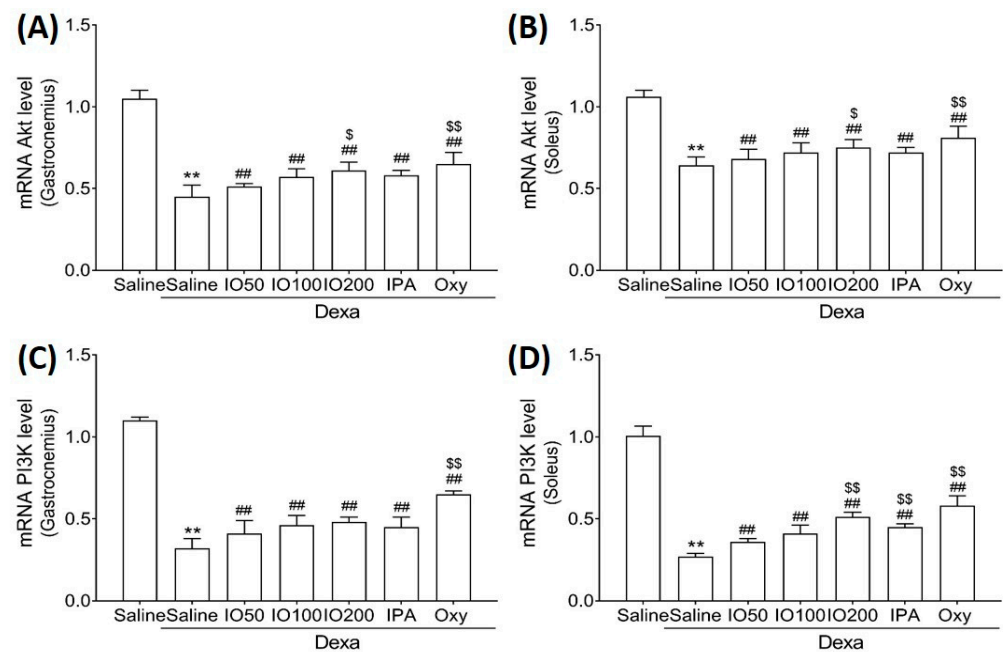 (A)
mRNA Akt level
(Gastrocnemius)
1.5
1.0
0.5
0.0
**
##
##
$
##
##
$$
##
Saline Saline IO50 IO100 IO200 IPA Oxy
Dexa
(B)
mRNA Akt level
(Soleus)
1.5
1.0
0.5
0.0
**
##
##
$
##
##
$$
##
Saline Saline IO50 IO100 IO200 IPA Oxy
Dexa
(C)
mRNA PI3K level
(Gastrocnemius)
1.5
1.0
0.5
0.0
**
##
##
##
##
$$
##
Saline Saline IO50 IO100 IO200 IPA Oxy
Dexa
(D)
mRNA PI3K level
(Soleus)
1.5
1.0
0.5
0.0
**
##
##
$$
##
$$
##
$$
##
Saline Saline IO50 IO100 IO200 IPA Oxy
Dexa